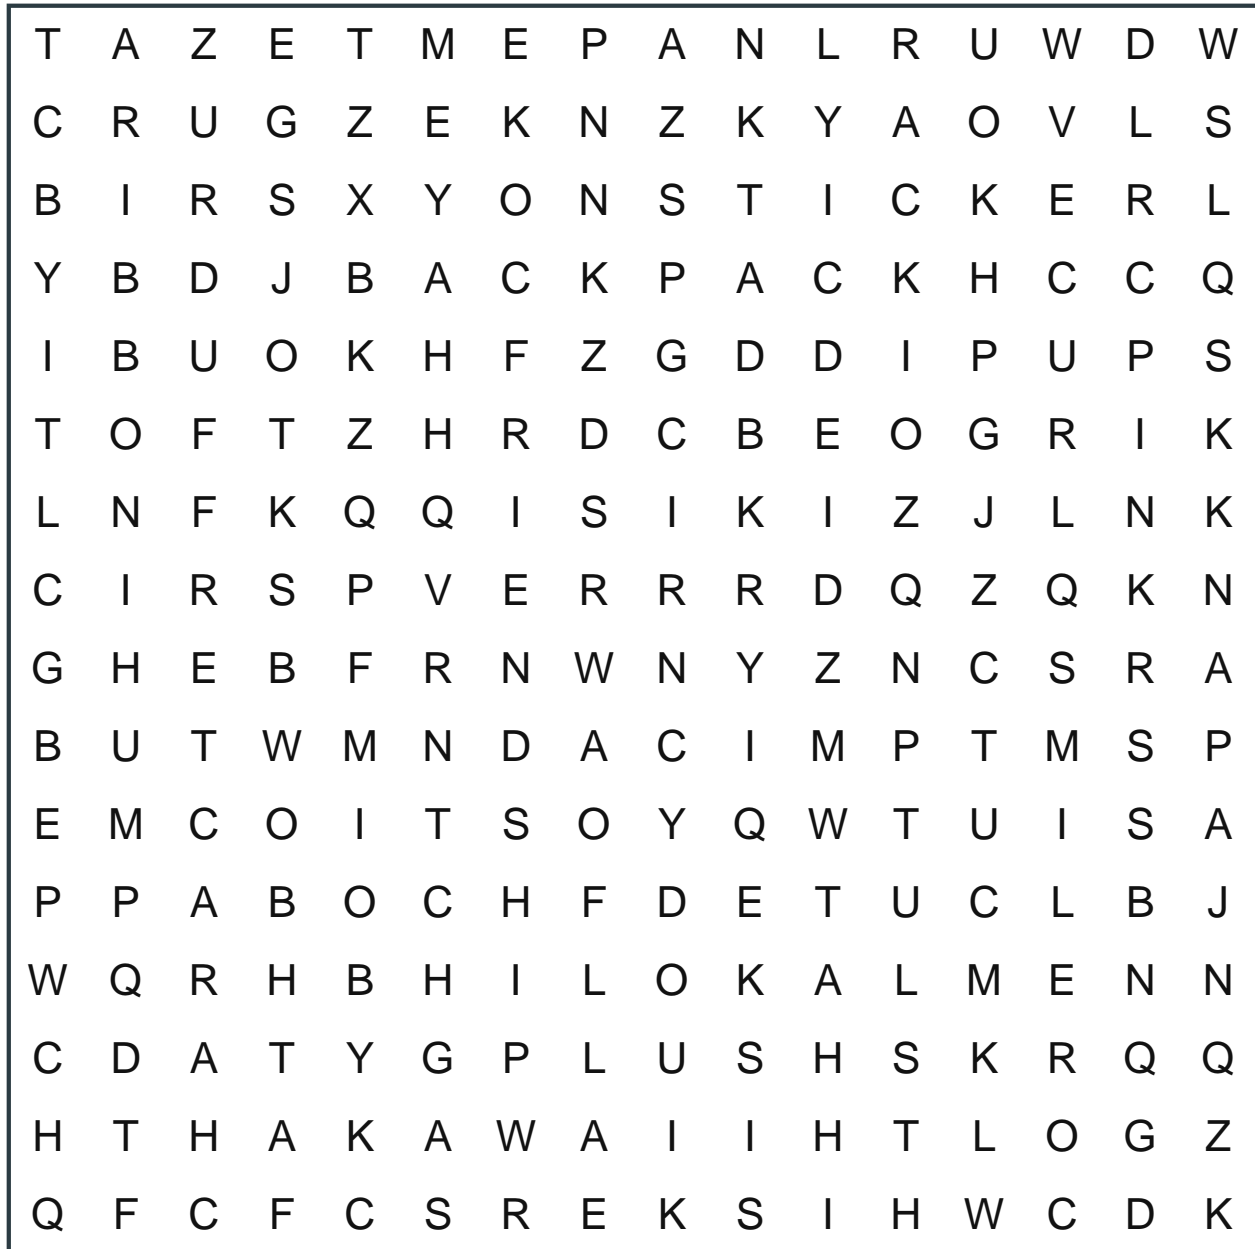 T A Z E T M E P A N L R U W D W
C R U G Z E K N Z K Y A O V L S
B I R S X Y O N S T I C K E R L
Y B D J B A C K P A C K H C C Q
I B U O K H F Z G D D I P U P S
T O F T Z H R D C B E O G R I K
L N F K Q Q I S I K I Z J L N K
C I R S P V E R R R D Q Z Q K N
G H E B F R N W N Y Z N C S R A
B U T W M N D A C I M P T M S P
E M C O I T S O Y Q W T U I S A
P P A B O C H F D E T U C L B J
W Q R H B H I L O K A L M E N N
C D A T Y G P L U S H S K R Q Q
H T H A K A W A I I H T L O G Z
Q F C F C S R E K S I H W C D K